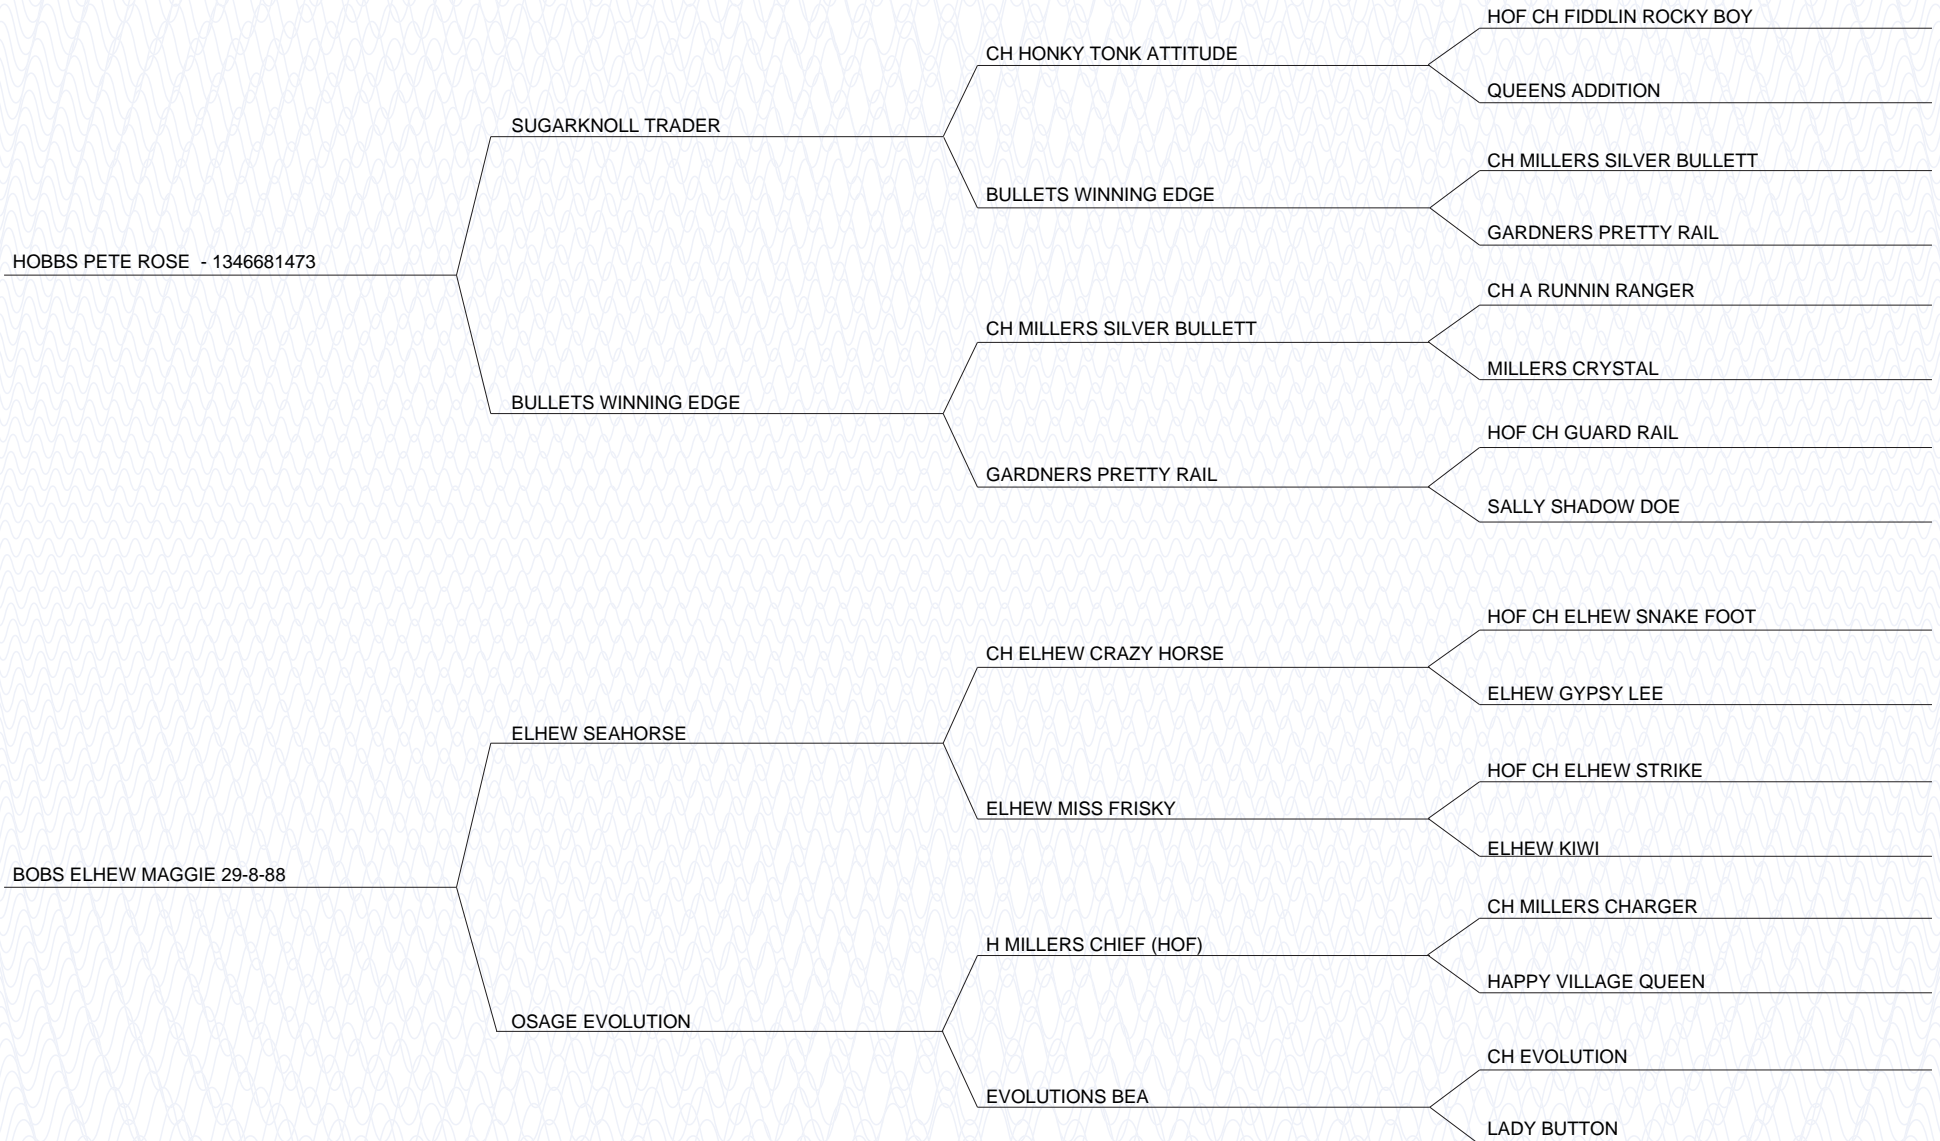 HOF CH FIDDLIN ROCKY BOY
CH HONKY TONK ATTITUDE
QUEENS ADDITION
SUGARKNOLL TRADER
CH MILLERS SILVER BULLETT
BULLETS WINNING EDGE
GARDNERS PRETTY RAIL
HOBBS PETE ROSE - 1346681473
CH A RUNNIN RANGER
CH MILLERS SILVER BULLETT
MILLERS CRYSTAL
BULLETS WINNING EDGE
HOF CH GUARD RAIL
GARDNERS PRETTY RAIL
SALLY SHADOW DOE
HOF CH ELHEW SNAKE FOOT
CH ELHEW CRAZY HORSE
ELHEW GYPSY LEE
ELHEW SEAHORSE
HOF CH ELHEW STRIKE
ELHEW MISS FRISKY
ELHEW KIWI
BOBS ELHEW MAGGIE 29-8-88
CH MILLERS CHARGER
H MILLERS CHIEF (HOF)
HAPPY VILLAGE QUEEN
OSAGE EVOLUTION
CH EVOLUTION
EVOLUTIONS BEA
LADY BUTTON